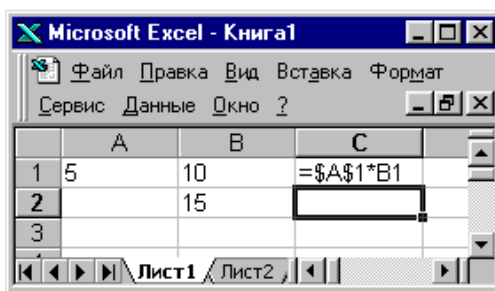 Microsoft Excel - Книга1
Файл Правка Вид Вставка Формат
Сервис Данные Окно ?
A B C
1 5 10 =$A$1*B1
2 15
3
Лист1 Лист2